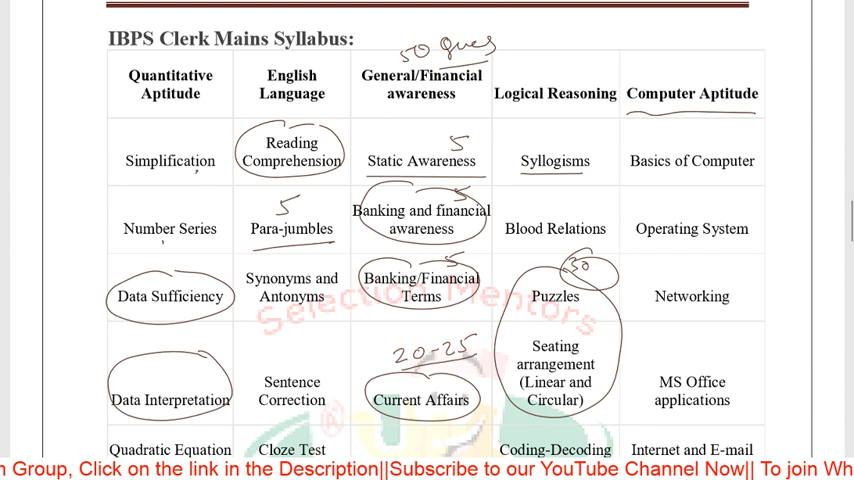 IBPS Clerk Mains Syllabus:
50 Ques
Quantitative Aptitude
English Language
General/Financial awareness
Logical Reasoning
Computer Aptitude
Simplification
Reading Comprehension
5
Static Awareness
Syllogisms
Basics of Computer
Number Series
5
Para-jumbles
5
Banking and financial awareness
Blood Relations
Operating System
Data Sufficiency
Synonyms and Antonyms
5
Banking/Financial Terms
30
Puzzles
Networking
Selection Mentors
Data Interpretation
Sentence Correction
20-25
Current Affairs
Seating arrangement (Linear and Circular)
MS Office applications
Quadratic Equation
Cloze Test
Coding-Decoding
Internet and E-mail
n Group, Click on the link in the Description||Subscribe to our YouTube Channel Now|| To join Wh